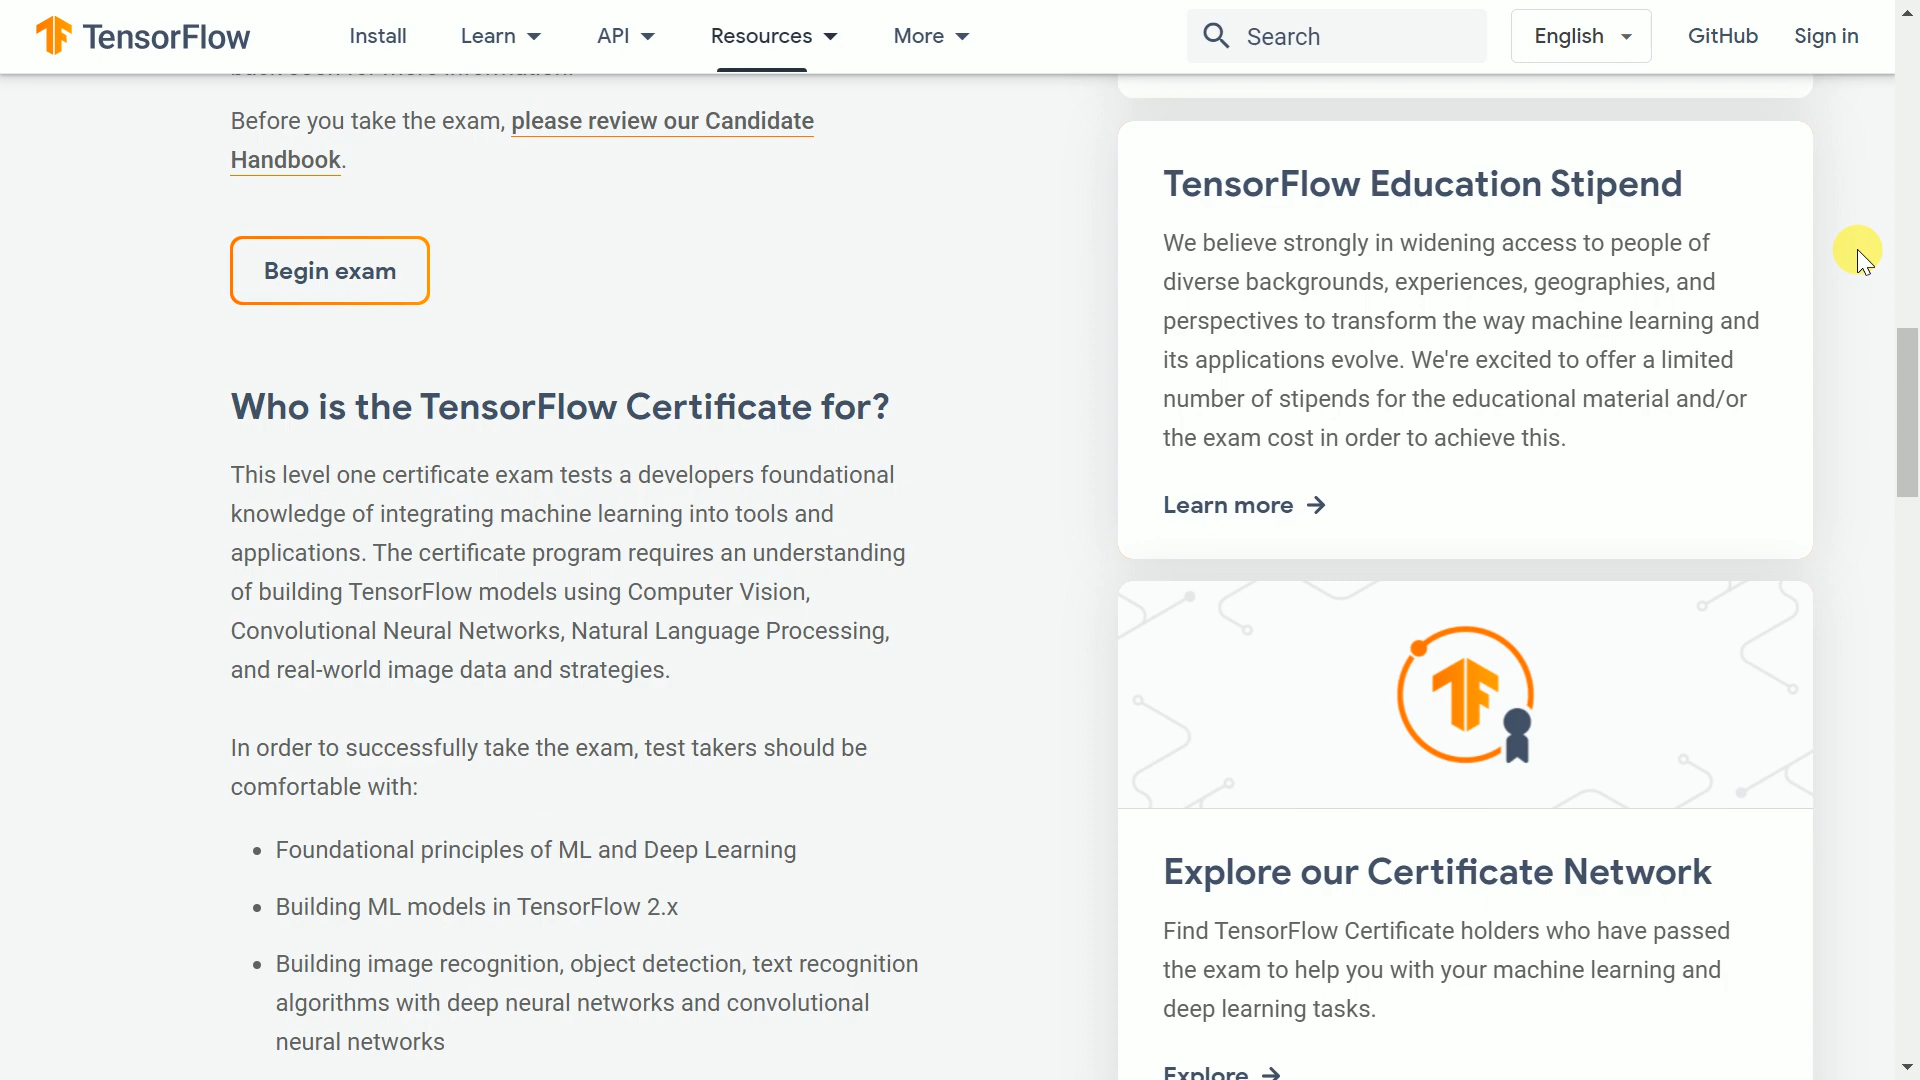 TensorFlow
Install
Learn
API
Resources
More
Search
English
GitHub
Sign in
Before you take the exam, please review our Candidate
Handbook.
Begin exam
Who is the TensorFlow Certificate for?
This level one certificate exam tests a developers foundational
knowledge of integrating machine learning into tools and
applications. The certificate program requires an understanding
of building TensorFlow models using Computer Vision,
Convolutional Neural Networks, Natural Language Processing,
and real-world image data and strategies.
In order to successfully take the exam, test takers should be
comfortable with:
• Foundational principles of ML and Deep Learning
• Building ML models in TensorFlow 2.x
• Building image recognition, object detection, text recognition
algorithms with deep neural networks and convolutional
neural networks
TensorFlow Education Stipend
We believe strongly in widening access to people of
diverse backgrounds, experiences, geographies, and
perspectives to transform the way machine learning and
its applications evolve. We're excited to offer a limited
number of stipends for the educational material and/or
the exam cost in order to achieve this.
Learn more →
Explore our Certificate Network
Find TensorFlow Certificate holders who have passed
the exam to help you with your machine learning and
deep learning tasks.
Explore →